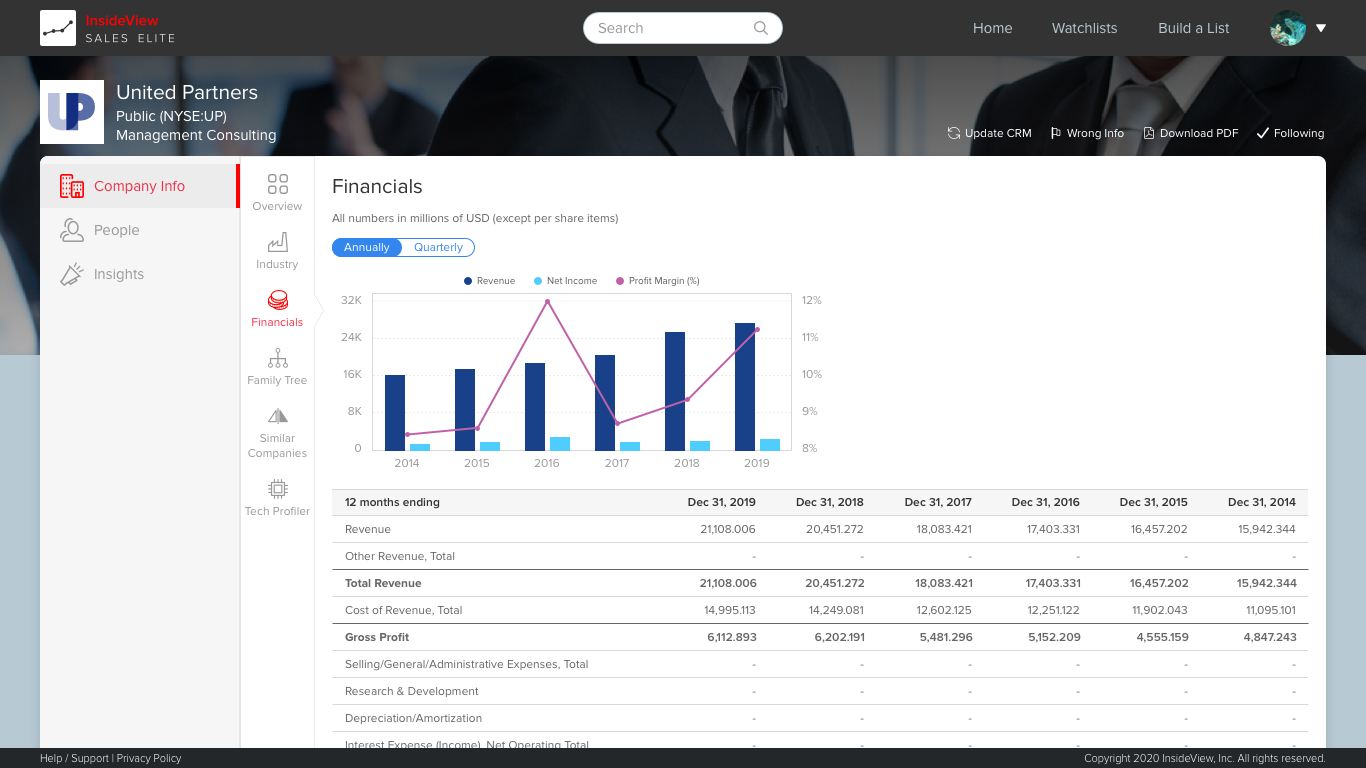 InsideView
SALES ELITE
Search
Home Watchlists Build a List
UP
United Partners
Public (NYSE:UP)
Management Consulting
Update CRM Wrong Info Download PDF Following
Company Info
People
Insights
Overview
Industry
Financials
Family Tree
Similar
Companies
Tech Profiler
Financials
All numbers in millions of USD (except per share items)
Annually Quarterly
Revenue Net Income Profit Margin (%)
32K 12%
24K 11%
16K 10%
8K 9%
0 8%
2014 2015 2016 2017 2018 2019
12 months ending Dec 31, 2019 Dec 31, 2018 Dec 31, 2017 Dec 31, 2016 Dec 31, 2015 Dec 31, 2014
Revenue 21,108.006 20,451.272 18,083.421 17,403.331 16,457.202 15,942.344
Other Revenue, Total - - - - - -
Total Revenue 21,108.006 20,451.272 18,083.421 17,403.331 16,457.202 15,942.344
Cost of Revenue, Total 14,995.113 14,249.081 12,602.125 12,251.122 11,902.043 11,095.101
Gross Profit 6,112.893 6,202.191 5,481.296 5,152.209 4,555.159 4,847.243
Selling/General/Administrative Expenses, Total - - - - - -
Research & Development - - - - - -
Depreciation/Amortization - - - - - -
Interest Expense (Income), Net Operating Total - - - - - -
Help / Support | Privacy Policy Copyright 2020 InsideView, Inc. All rights reserved.